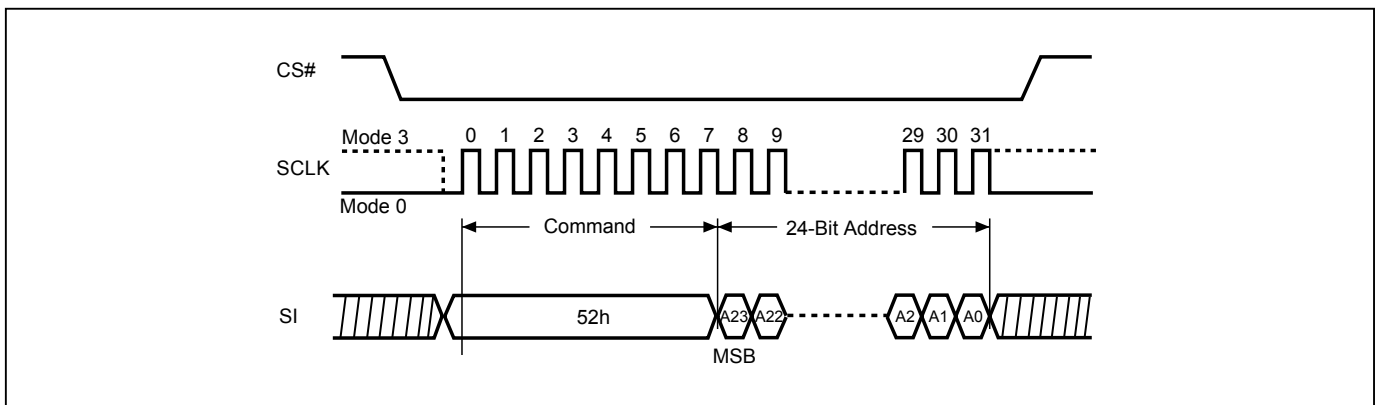 CS#
Mode 3
0 1 2 3 4 5 6 7 8 9 29 30 31
SCLK
Mode 0
Command 24-Bit Address
SI 52h A23 A22 A2 A1 A0
MSB